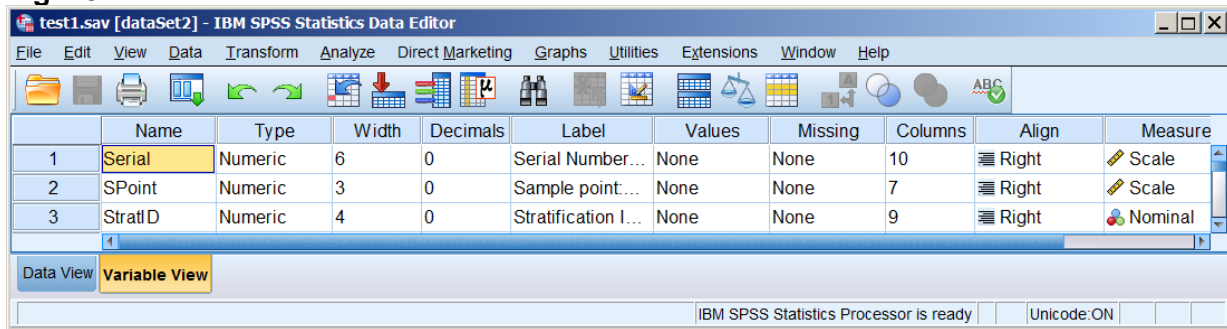 test1.sav [dataSet2] - IBM SPSS Statistics Data Editor
File Edit View Data Transform Analyze Direct Marketing Graphs Utilities Extensions Window Help
Name Type Width Decimals Label Values Missing Columns Align Measure
1 Serial Numeric 6 0 Serial Number... None None 10 Right Scale
2 SPoint Numeric 3 0 Sample point:... None None 7 Right Scale
3 StratID Numeric 4 0 Stratification I... None None 9 Right Nominal
Data View Variable View
IBM SPSS Statistics Processor is ready Unicode:ON